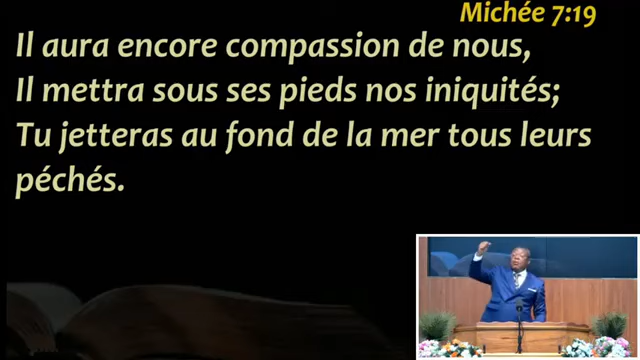 Michée 7:19
Il aura encore compassion de nous,
Il mettra sous ses pieds nos iniquités;
Tu jetteras au fond de la mer tous leurs
péchés.